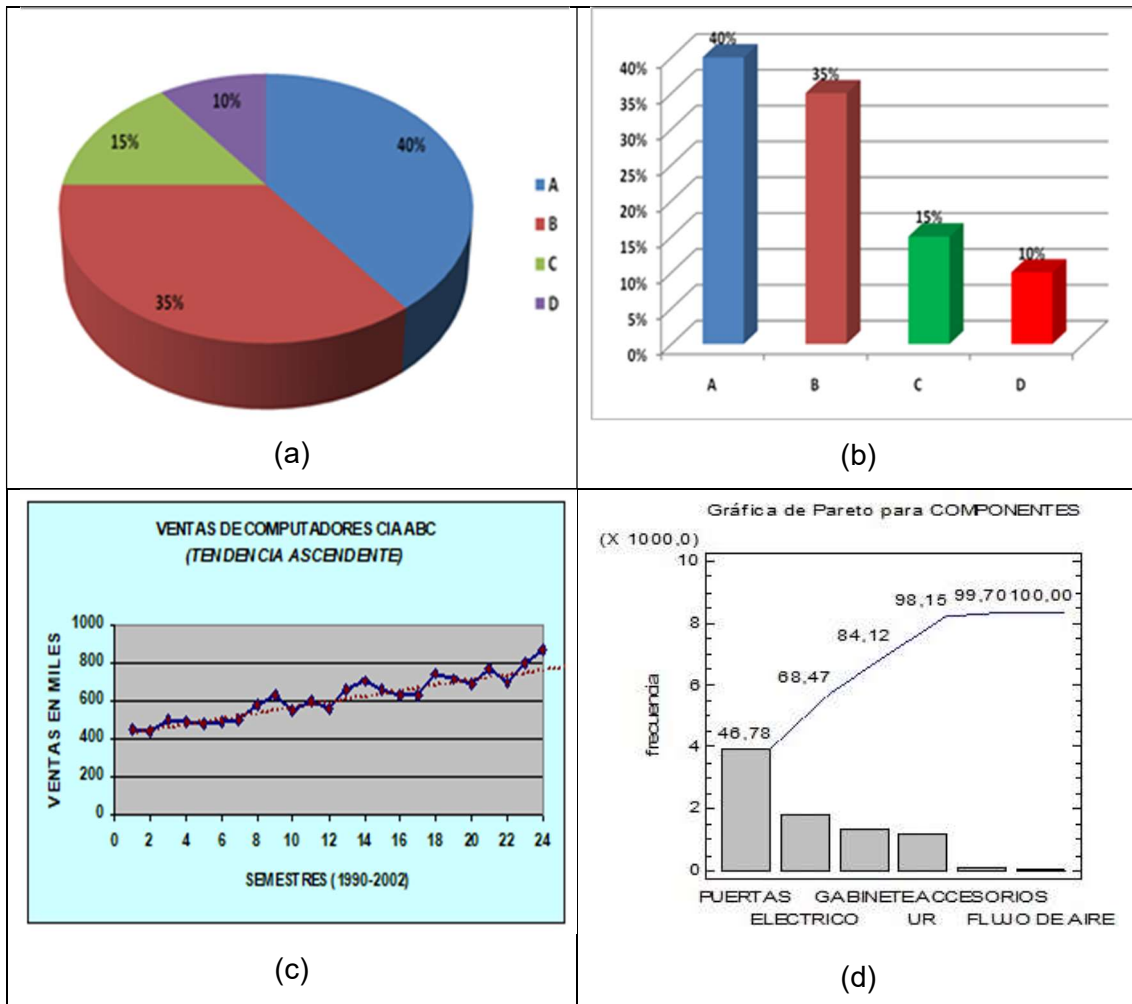 10%
15%
40%
35%
A
B
C
D
(a)
40%
35%
30%
25%
20%
15%
10%
5%
0%
40%
35%
15%
10%
A B C D
(b)
VENTAS DE COMPUTADORES CIA ABC
(TENDENCIA ASCENDENTE)
VENTAS EN MILES
1000
800
600
400
200
0
0 2 4 6 8 10 12 14 16 18 20 22 24
SEMESTRES (1990-2002)
(c)
Gráfica de Pareto para COMPONENTES
(X 1000,0)
frecuencia
10
8
6
4
2
0
46,78
68,47
84,12
98,15
99,70
100,00
PUERTAS GABINETE ACCESORIOS
ELECTRICO UR FLUJO DE AIRE
(d)